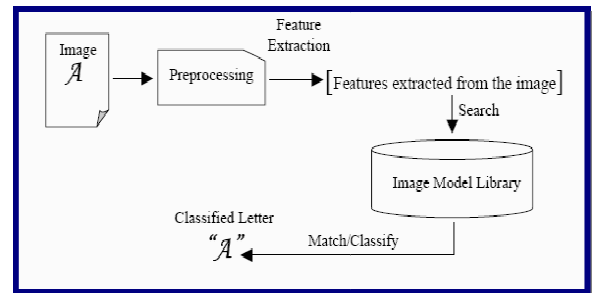 Image
A
Preprocessing
Feature
Extraction
[Features extracted from the image]
Search
Image Model Library
Match/Classify
Classified Letter
“A”